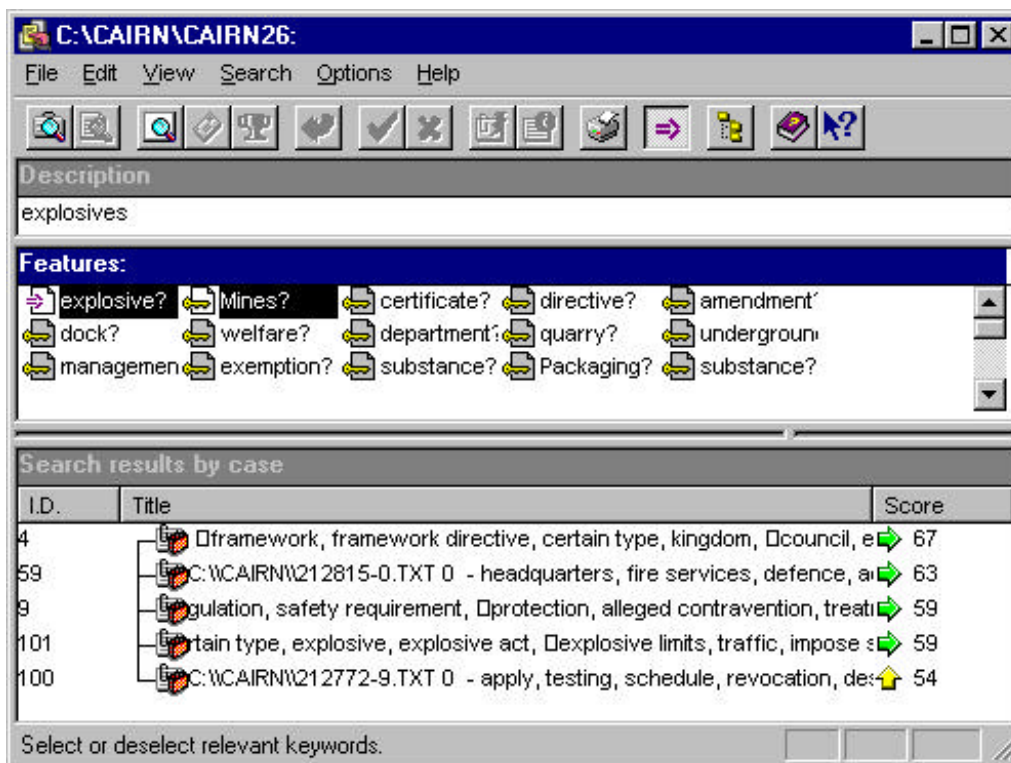 C:\CAIRN\CAIRN26:
File Edit View Search Options Help
Description
explosives
Features:
explosive? Mines? certificate? directive? amendment?
dock? welfare? department? quarry? undergroun
managemen exemption? substance? Packaging? substance?
Search results by case
I.D. Title Score
4 □framework, framework directive, certain type, kingdom, □council, e 67
59 C:\\CAIRN\\212815-0.TXT 0 - headquarters, fire services, defence, a 63
9 gulation, safety requirement, □protection, alleged contravention, treat 59
101 rtain type, explosive, explosive act, □explosive limits, traffic, impose s 59
100 C:\\CAIRN\\212772-9.TXT 0 - apply, testing, schedule, revocation, des 54
Select or deselect relevant keywords.